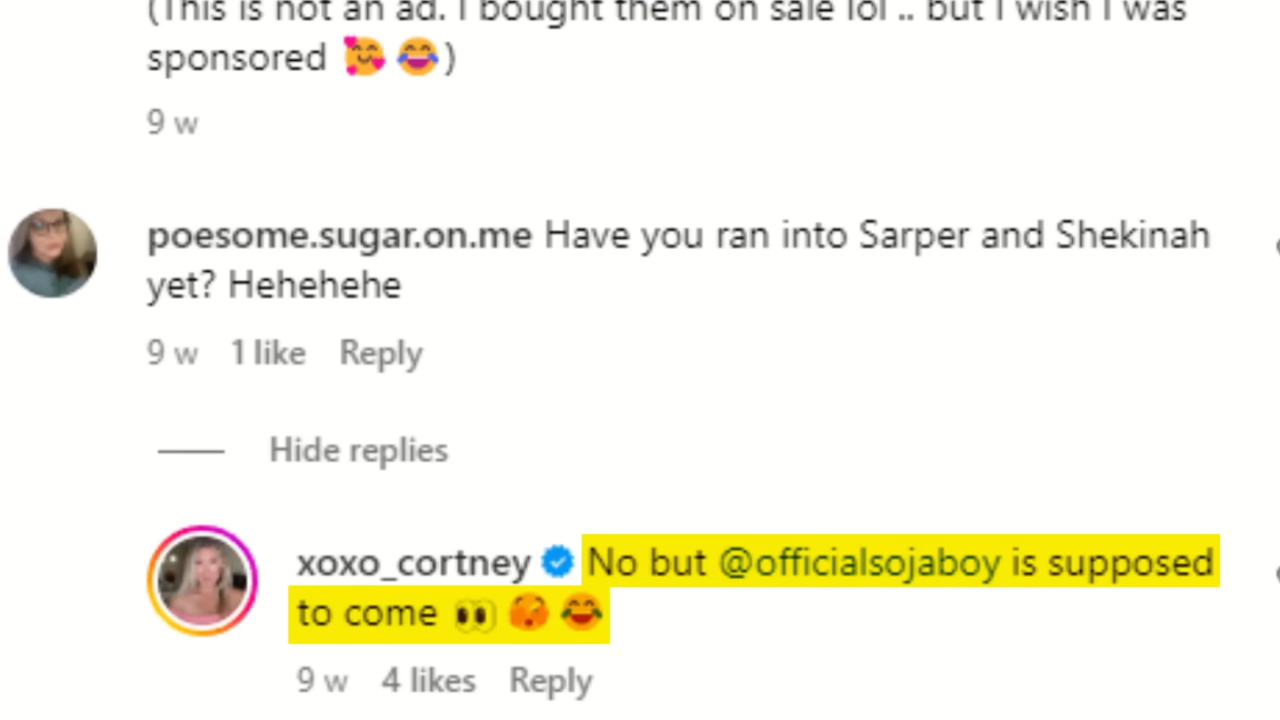 (This is not an ad. I bought them on sale lol .. but I wish I was
sponsored 🥰😂)
9 w
poesome.sugar.on.me Have you ran into Sarper and Shekinah
yet? Hehehehe
9 w 1 like Reply
Hide replies
xoxo_cortney No but @officialsojaboy is supposed
to come 👀🫣😂
9 w 4 likes Reply